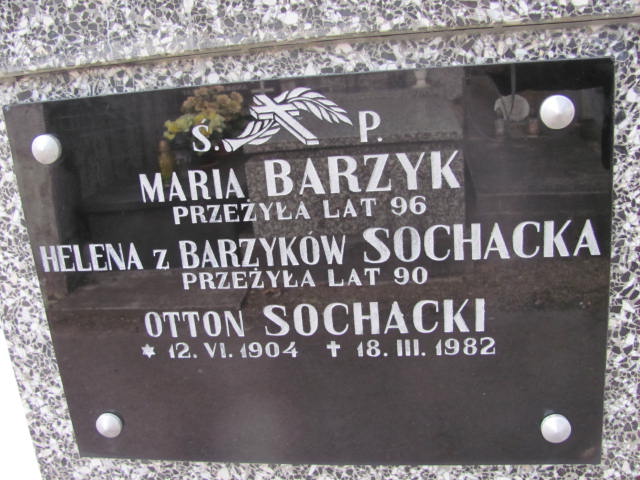 Ś. P.
MARIA BARZYK
PRZEŻYŁA LAT 96
HELENA Z BARZYKÓW SOCHACKA
PRZEŻYŁA LAT 90
OTTON SOCHACKI
* 12. VI. 1904 ✝ 18. III. 1982